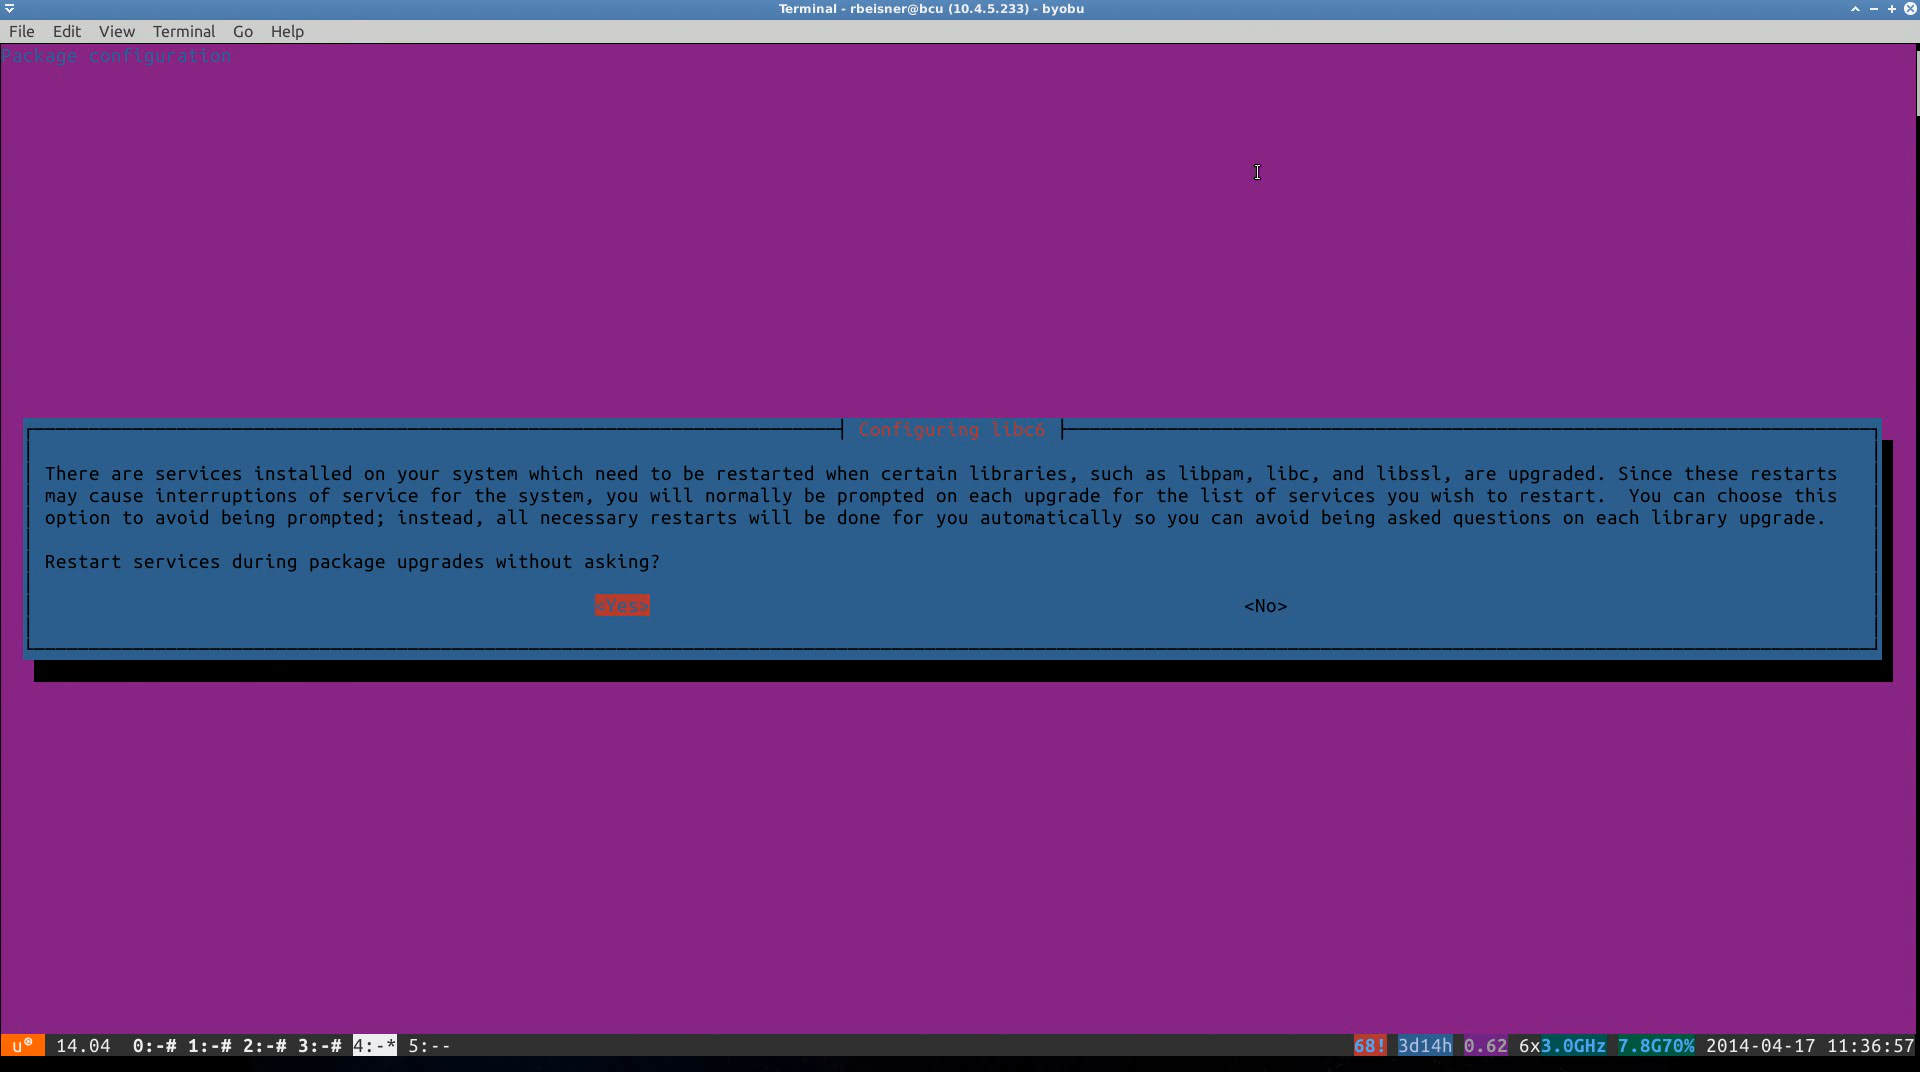 Terminal - rbeisner@bcu (10.4.5.233) - byobu
File Edit View Terminal Go Help
Package configuration
Configuring libc6
There are services installed on your system which need to be restarted when certain libraries, such as libpam, libc, and libssl, are upgraded. Since these restarts
may cause interruptions of service for the system, you will normally be prompted on each upgrade for the list of services you wish to restart.  You can choose this
option to avoid being prompted; instead, all necessary restarts will be done for you automatically so you can avoid being asked questions on each library upgrade.
Restart services during package upgrades without asking?
<Yes> <No>
u® 14.04 0:-# 1:-# 2:-# 3:-# 4:-* 5:-- 68! 3d14h 0.62 6x3.0GHz 7.8G70% 2014-04-17 11:36:57